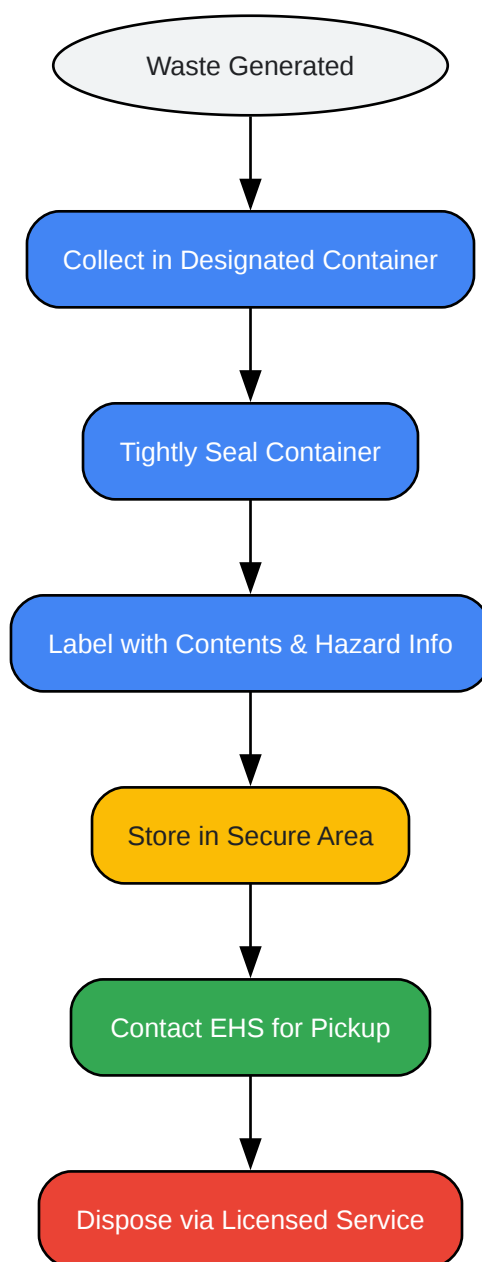 Waste Generated
Collect in Designated Container
Tightly Seal Container
Label with Contents & Hazard Info
Store in Secure Area
Contact EHS for Pickup
Dispose via Licensed Service